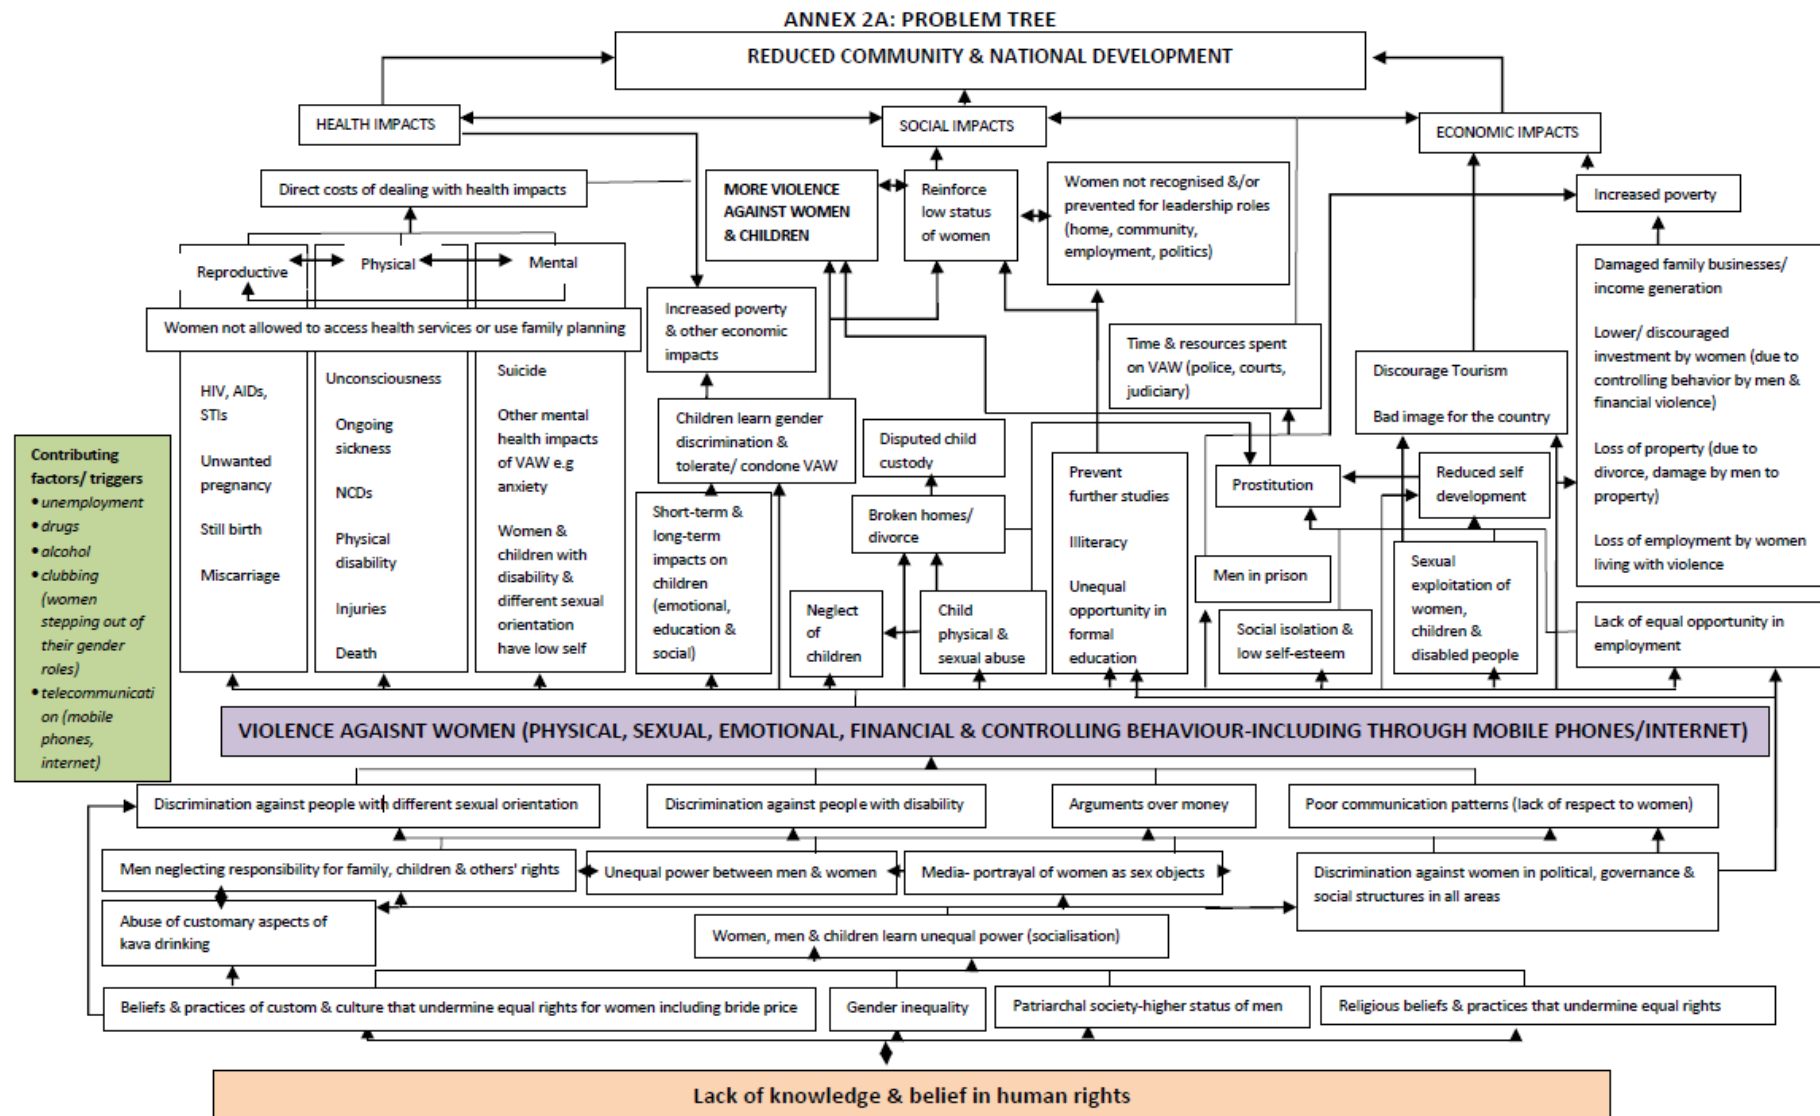 ANNEX 2A: PROBLEM TREE
REDUCED COMMUNITY & NATIONAL DEVELOPMENT
HEALTH IMPACTS
SOCIAL IMPACTS
ECONOMIC IMPACTS
Direct costs of dealing with health impacts
MORE VIOLENCE
AGAINST WOMEN
& CHILDREN
Reinforce
low status
of women
Women not recognised &/or
prevented for leadership roles
(home, community,
employment, politics)
Increased poverty
Reproductive
Physical
Mental
Women not allowed to access health services or use family planning
HIV, AIDs,
STIs
Unwanted
pregnancy
Still birth
Miscarriage
Unconsciousness
Ongoing
sickness
NCDs
Physical
disability
Injuries
Death
Suicide
Other mental
health impacts
of VAW e.g
anxiety
Women &
children with
disability &
different sexual
orientation
have low self
Increased poverty
& other economic
impacts
Children learn gender
discrimination &
tolerate/ condone VAW
Short-term &
long-term
impacts on
children
(emotional,
education &
social)
Disputed child
custody
Broken homes/
divorce
Neglect
of
children
Child
physical &
sexual abuse
Prevent
further studies
Illiteracy
Unequal
opportunity in
formal
education
Time & resources spent
on VAW (police, courts,
judiciary)
Prostitution
Men in prison
Social isolation &
low self-esteem
Discourage Tourism
Bad image for the country
Reduced self
development
Sexual
exploitation of
women,
children &
disabled people
Damaged family businesses/
income generation
Lower/ discouraged
investment by women (due to
controlling behavior by men &
financial violence)
Loss of property (due to
divorce, damage by men to
property)
Loss of employment by women
living with violence
Lack of equal opportunity in
employment
Contributing
factors/ triggers
• unemployment
• drugs
• alcohol
• clubbing
(women
stepping out of
their gender
roles)
• telecommunicati
on (mobile
phones,
internet)
VIOLENCE AGAISNT WOMEN (PHYSICAL, SEXUAL, EMOTIONAL, FINANCIAL & CONTROLLING BEHAVIOUR-INCLUDING THROUGH MOBILE PHONES/INTERNET)
Discrimination against people with different sexual orientation
Discrimination against people with disability
Arguments over money
Poor communication patterns (lack of respect to women)
Men neglecting responsibility for family, children & others' rights
Unequal power between men & women
Media- portrayal of women as sex objects
Discrimination against women in political, governance &
social structures in all areas
Abuse of customary aspects of
kava drinking
Women, men & children learn unequal power (socialisation)
Beliefs & practices of custom & culture that undermine equal rights for women including bride price
Gender inequality
Patriarchal society-higher status of men
Religious beliefs & practices that undermine equal rights
Lack of knowledge & belief in human rights